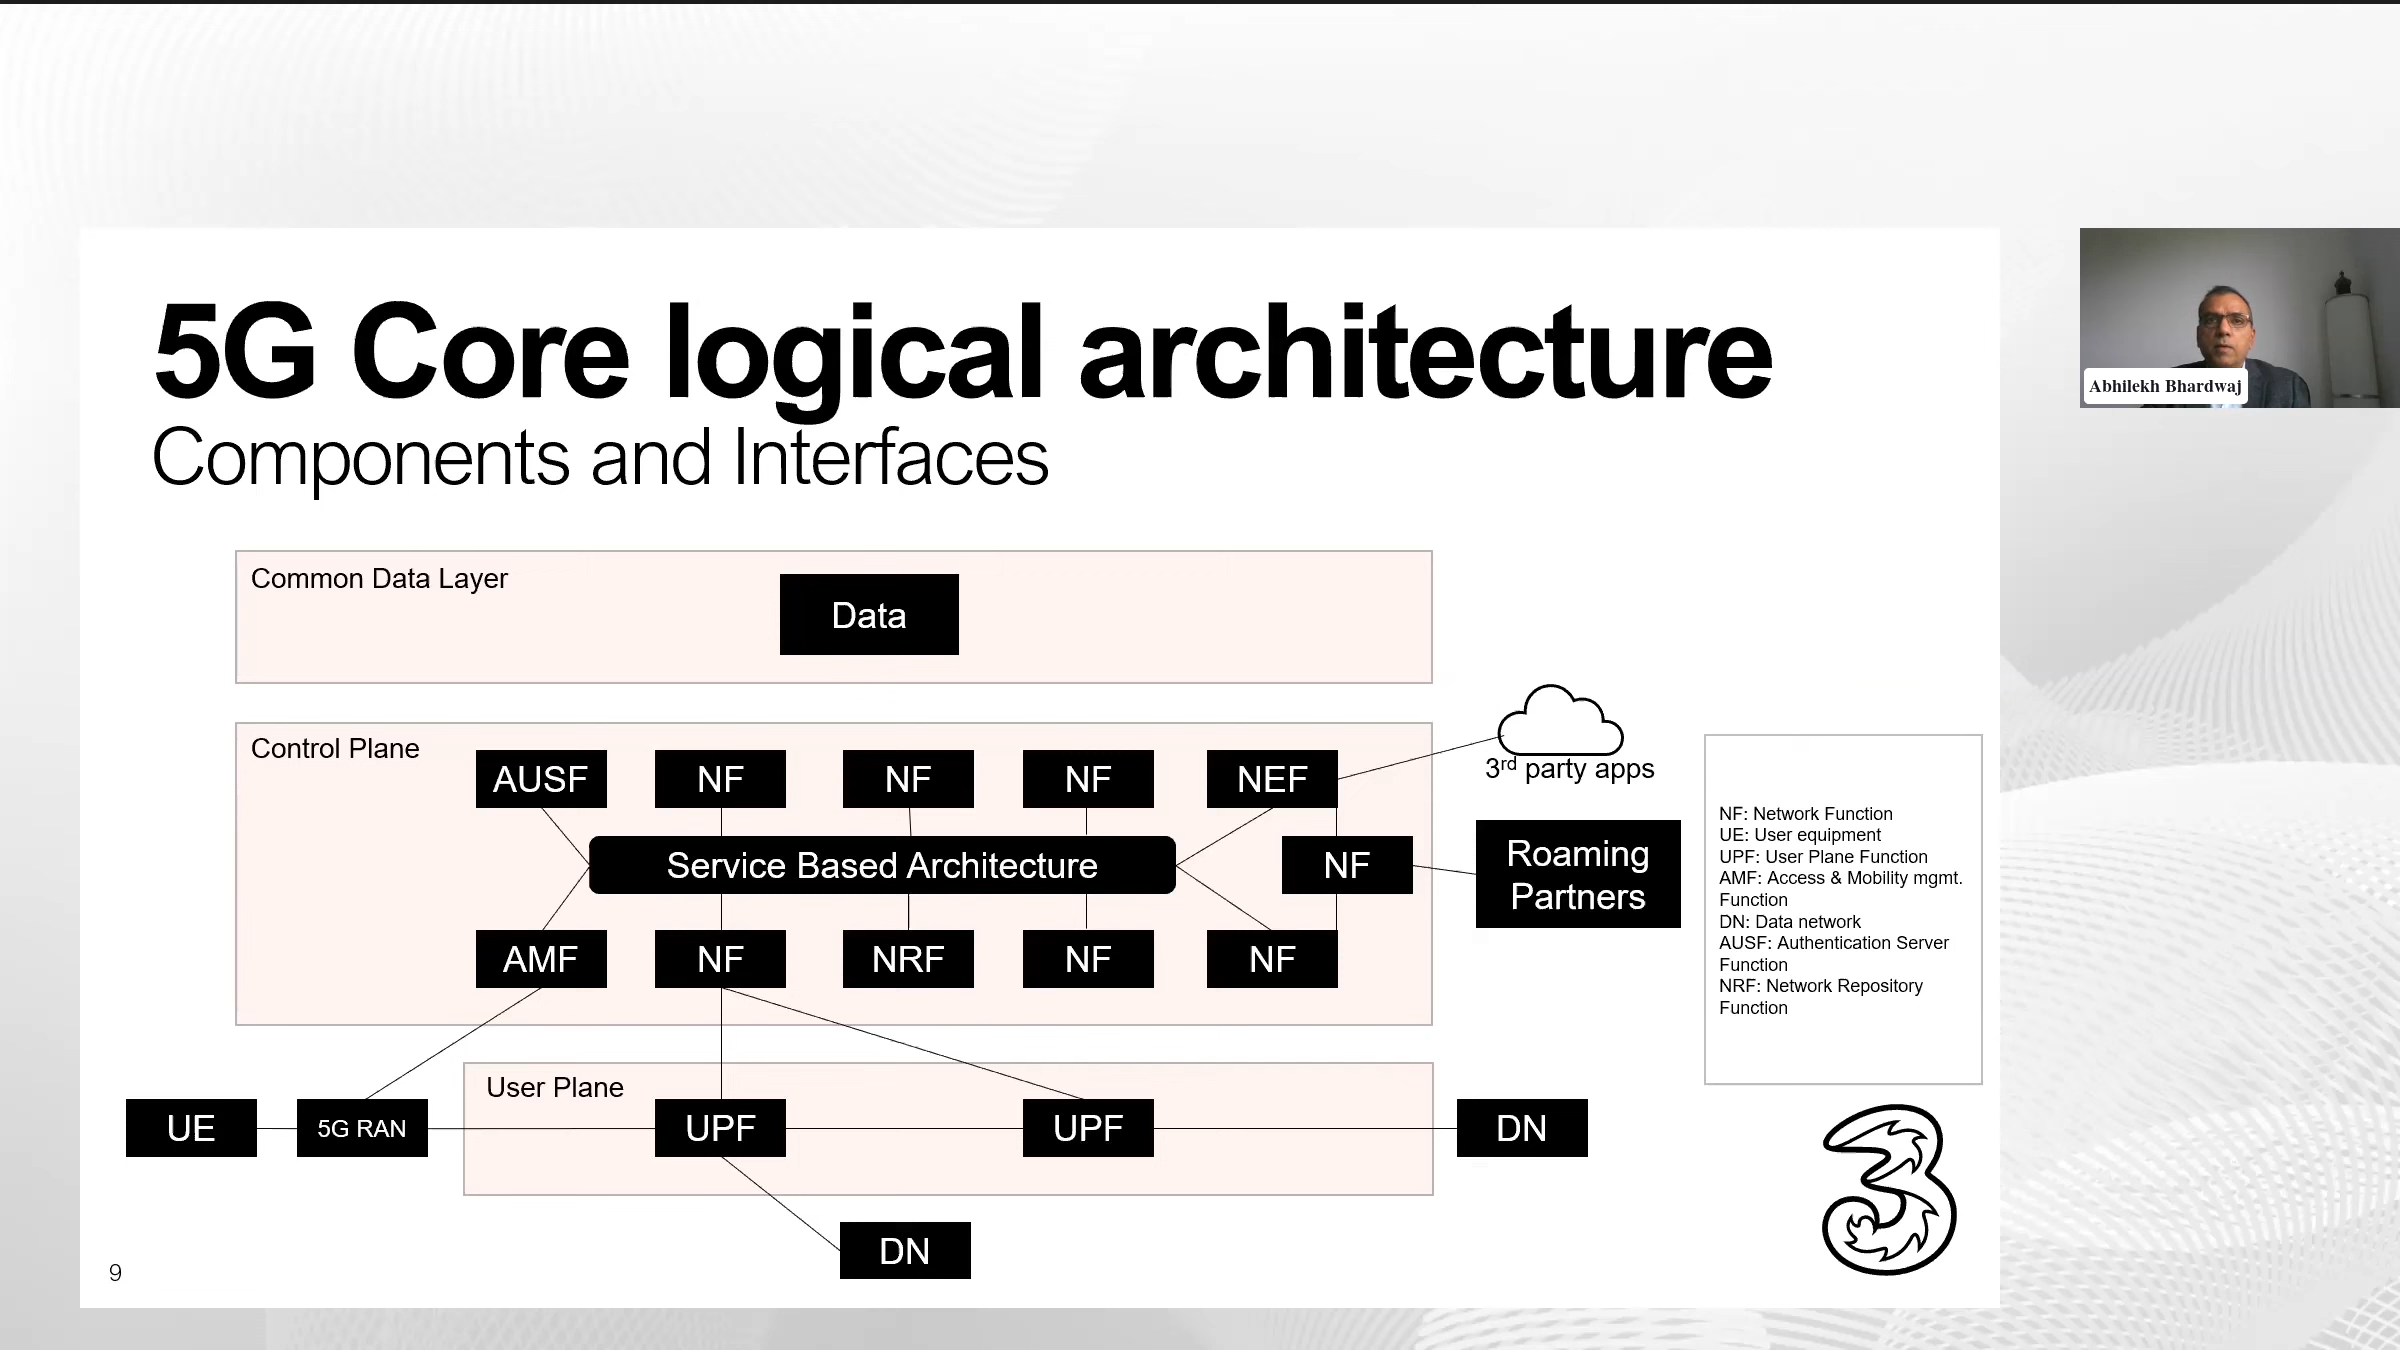 5G Core logical architecture
Components and Interfaces
Abhilekh Bhardwaj
Common Data Layer
Data
Control Plane
AUSF
NF
NF
NF
NEF
3rd party apps
Service Based Architecture
NF
Roaming
Partners
AMF
NF
NRF
NF
NF
NF: Network Function
UE: User equipment
UPF: User Plane Function
AMF: Access & Mobility mgmt.
Function
DN: Data network
AUSF: Authentication Server
Function
NRF: Network Repository
Function
User Plane
UE
5G RAN
UPF
UPF
DN
DN
3
9